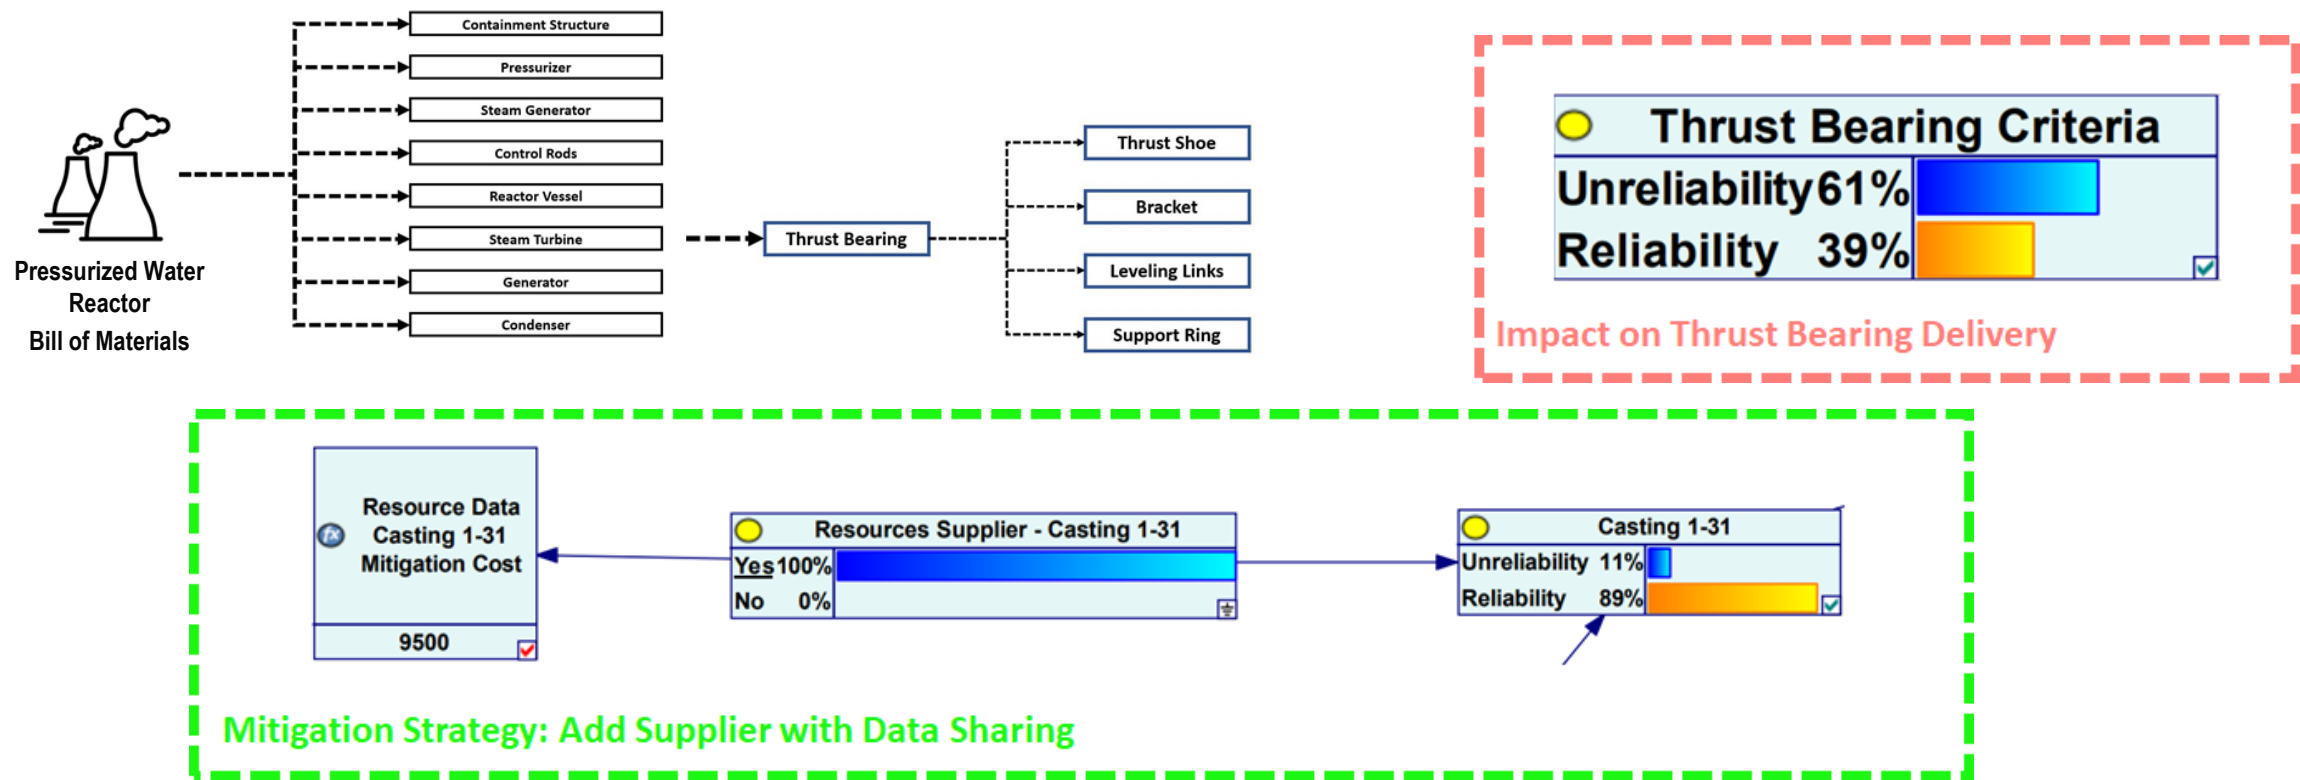 Containment Structure
Pressurizer
Steam Generator
Control Rods
Reactor Vessel
Steam Turbine
Generator
Condenser
Pressurized Water
Reactor
Bill of Materials
Thrust Bearing
Thrust Shoe
Bracket
Leveling Links
Support Ring
Thrust Bearing Criteria
Unreliability 61%
Reliability 39%
Impact on Thrust Bearing Delivery
Resource Data
Casting 1-31
Mitigation Cost
9500
Resources Supplier - Casting 1-31
Yes 100%
No 0%
Casting 1-31
Unreliability 11%
Reliability 89%
Mitigation Strategy: Add Supplier with Data Sharing